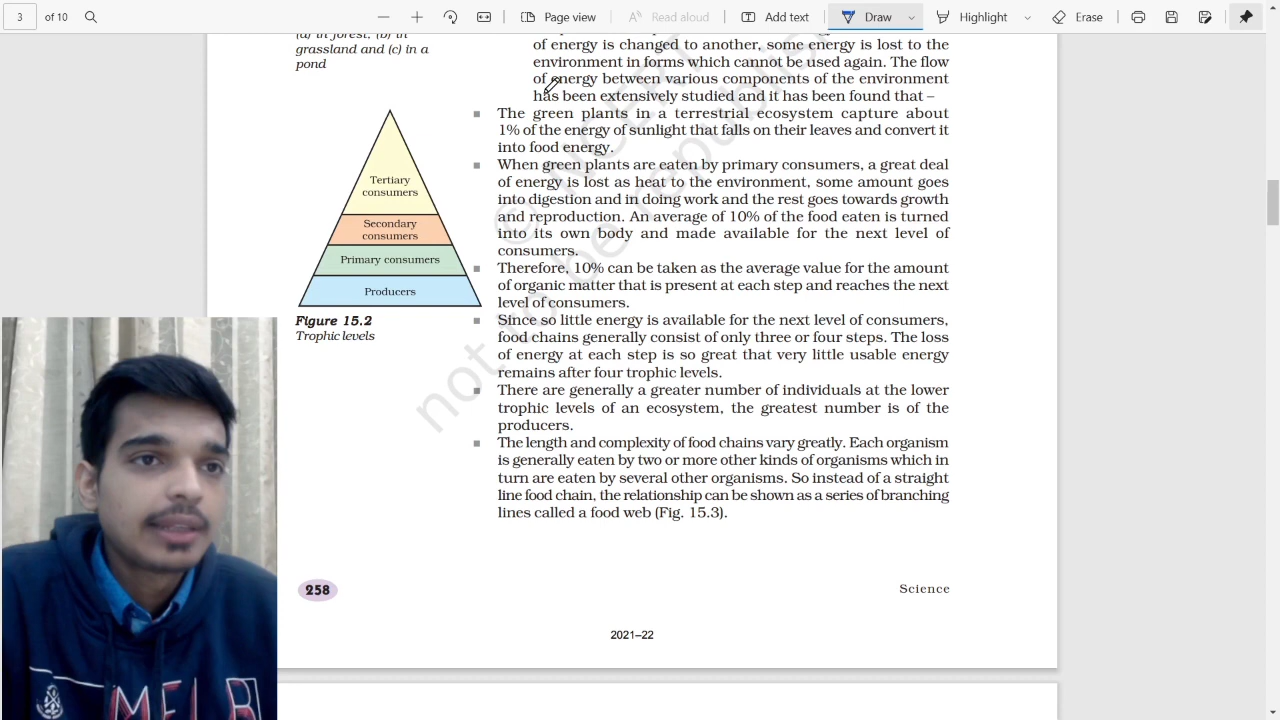 3 of 10 Page view Read aloud Add text Draw Highlight Erase
(a) in forest, (b) in
grassland and (c) in a
pond
of energy is changed to another, some energy is lost to the
environment in forms which cannot be used again. The flow
of energy between various components of the environment
has been extensively studied and it has been found that –
The green plants in a terrestrial ecosystem capture about
1% of the energy of sunlight that falls on their leaves and convert it
into food energy.
When green plants are eaten by primary consumers, a great deal
of energy is lost as heat to the environment, some amount goes
into digestion and in doing work and the rest goes towards growth
and reproduction. An average of 10% of the food eaten is turned
into its own body and made available for the next level of
consumers.
Therefore, 10% can be taken as the average value for the amount
of organic matter that is present at each step and reaches the next
level of consumers.
Since so little energy is available for the next level of consumers,
food chains generally consist of only three or four steps. The loss
of energy at each step is so great that very little usable energy
remains after four trophic levels.
There are generally a greater number of individuals at the lower
trophic levels of an ecosystem, the greatest number is of the
producers.
The length and complexity of food chains vary greatly. Each organism
is generally eaten by two or more other kinds of organisms which in
turn are eaten by several other organisms. So instead of a straight
line food chain, the relationship can be shown as a series of branching
lines called a food web (Fig. 15.3).
Tertiary
consumers
Secondary
consumers
Primary consumers
Producers
Figure 15.2
Trophic levels
© NCERT
not to be republis
258
Science
2021–22